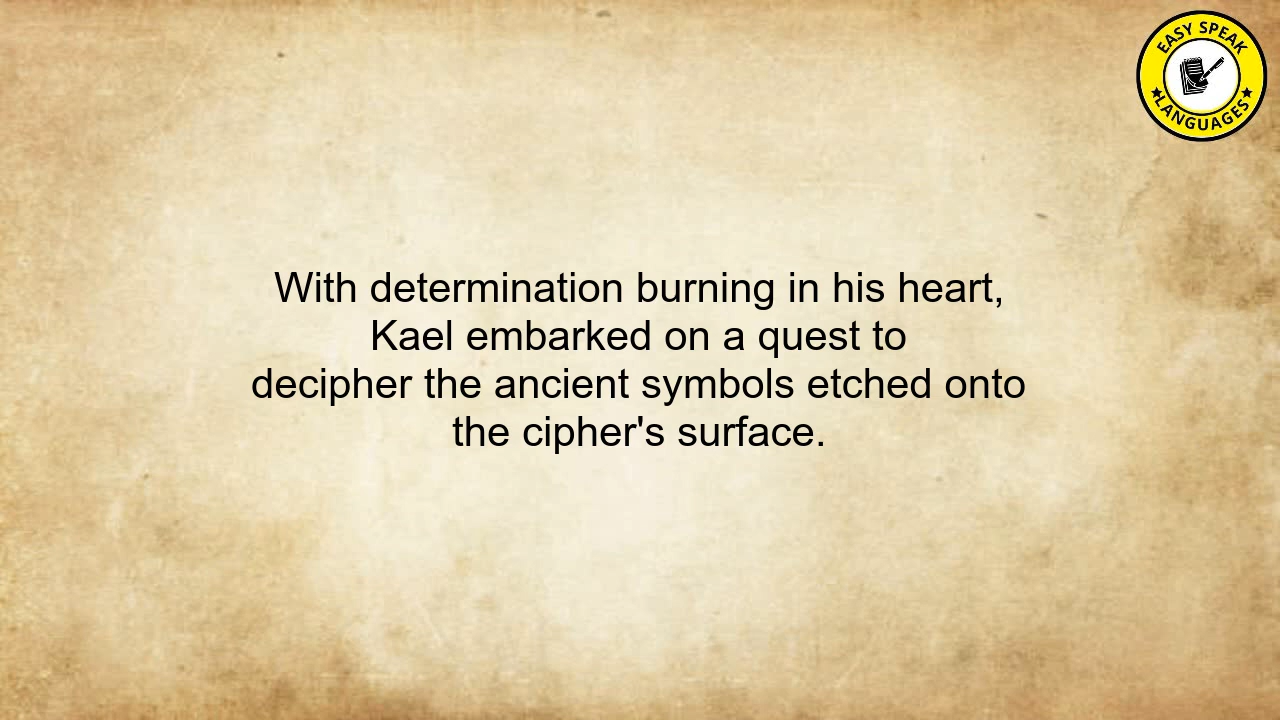 EASY SPEAK
LANGUAGES
With determination burning in his heart,
Kael embarked on a quest to
decipher the ancient symbols etched onto
the cipher's surface.